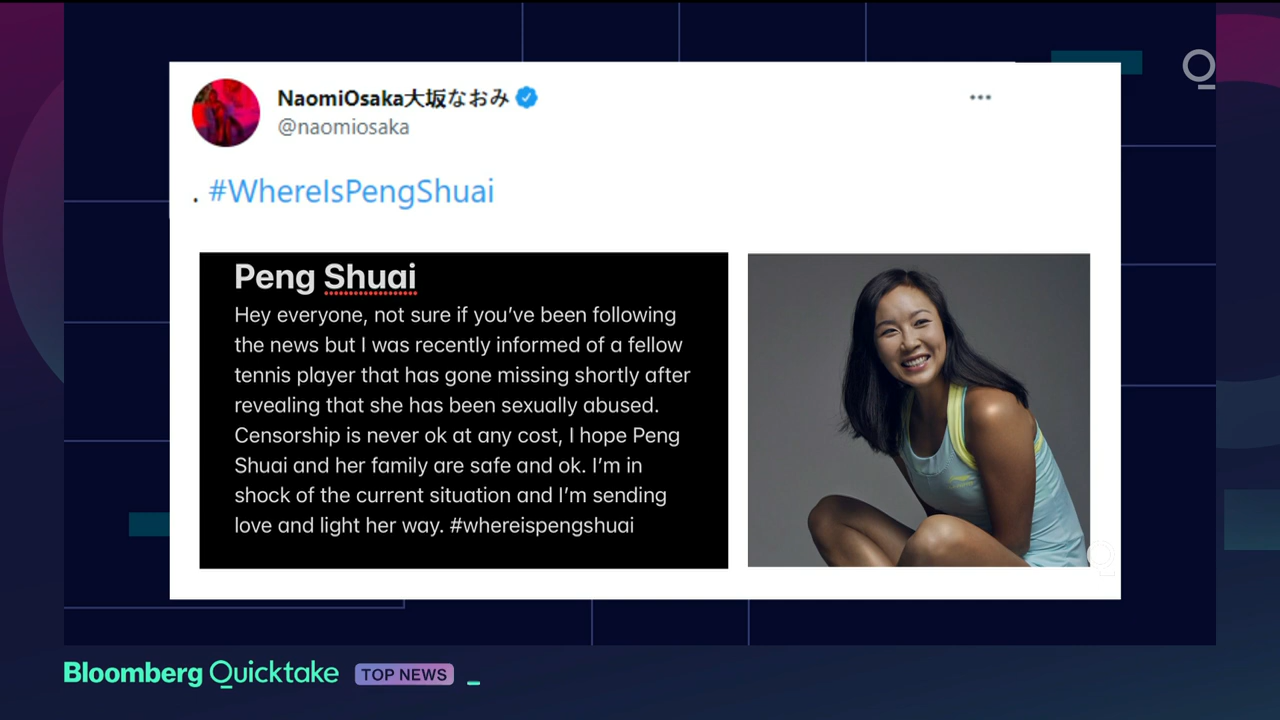 NaomiOsaka大坂なおみ
@naomiosaka
. #WhereIsPengShuai
Peng Shuai
Hey everyone, not sure if you’ve been following
the news but I was recently informed of a fellow
tennis player that has gone missing shortly after
revealing that she has been sexually abused.
Censorship is never ok at any cost, I hope Peng
Shuai and her family are safe and ok. I’m in
shock of the current situation and I’m sending
love and light her way. #whereispengshuai
Bloomberg Quicktake TOP NEWS _